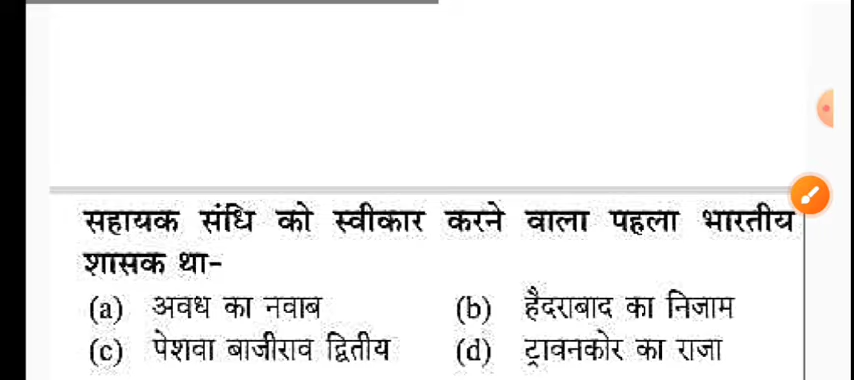 सहायक संधि को स्वीकार करने वाला पहला भारतीय
शासक था-
(a) अवध का नवाब (b) हैदराबाद का निजाम
(c) पेशवा बाजीराव द्वितीय (d) ट्रावनकोर का राजा